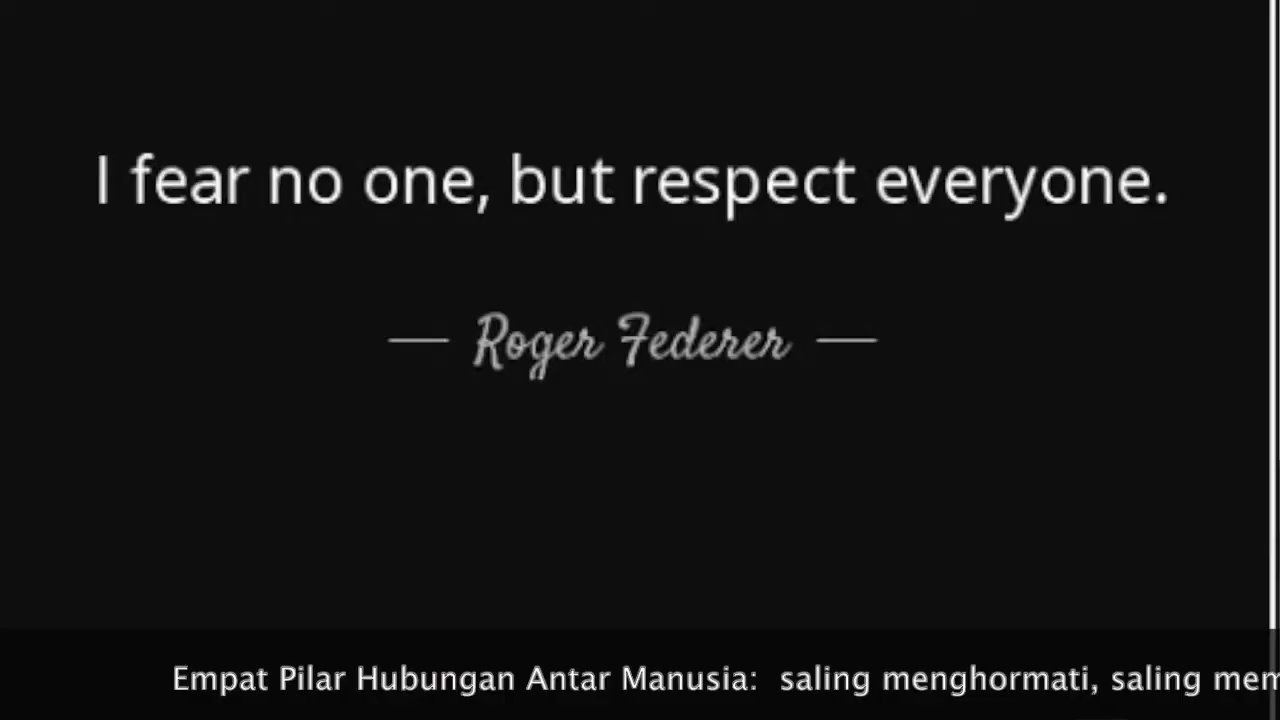 I fear no one, but respect everyone.
— Roger Federer —
Empat Pilar Hubungan Antar Manusia: saling menghormati, saling